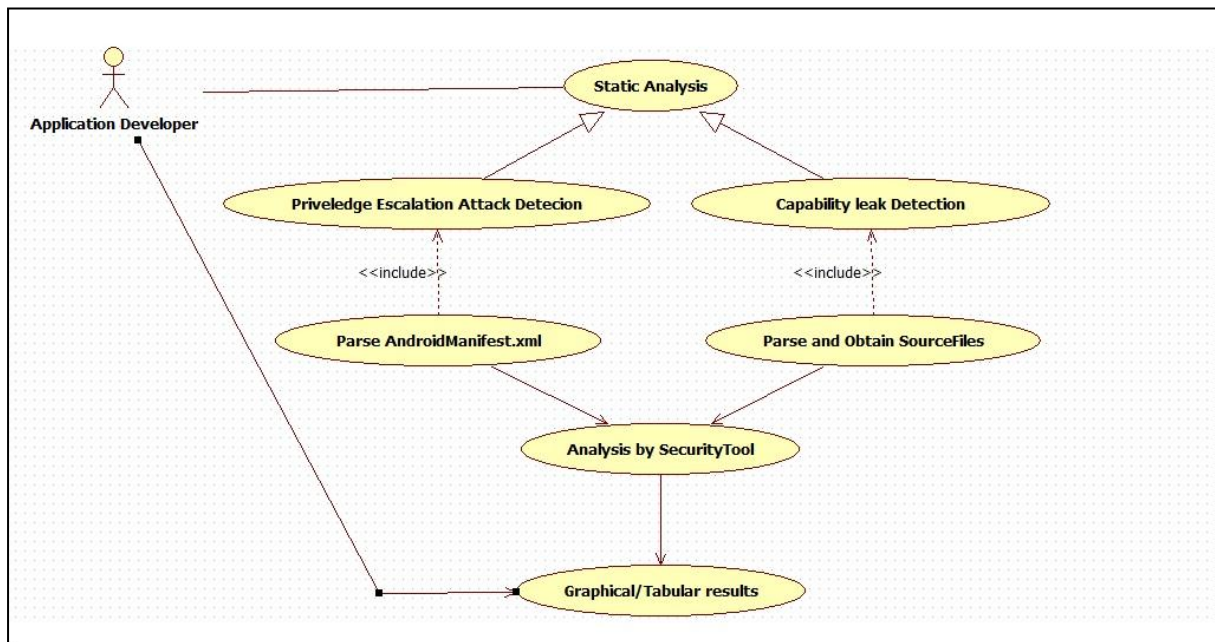 Static Analysis
Application Developer
Priveledge Escalation Attack Detecion
Capability leak Detection
<<include>>
<<include>>
Parse AndroidManifest.xml
Parse and Obtain SourceFiles
Analysis by SecurityTool
Graphical/Tabular results